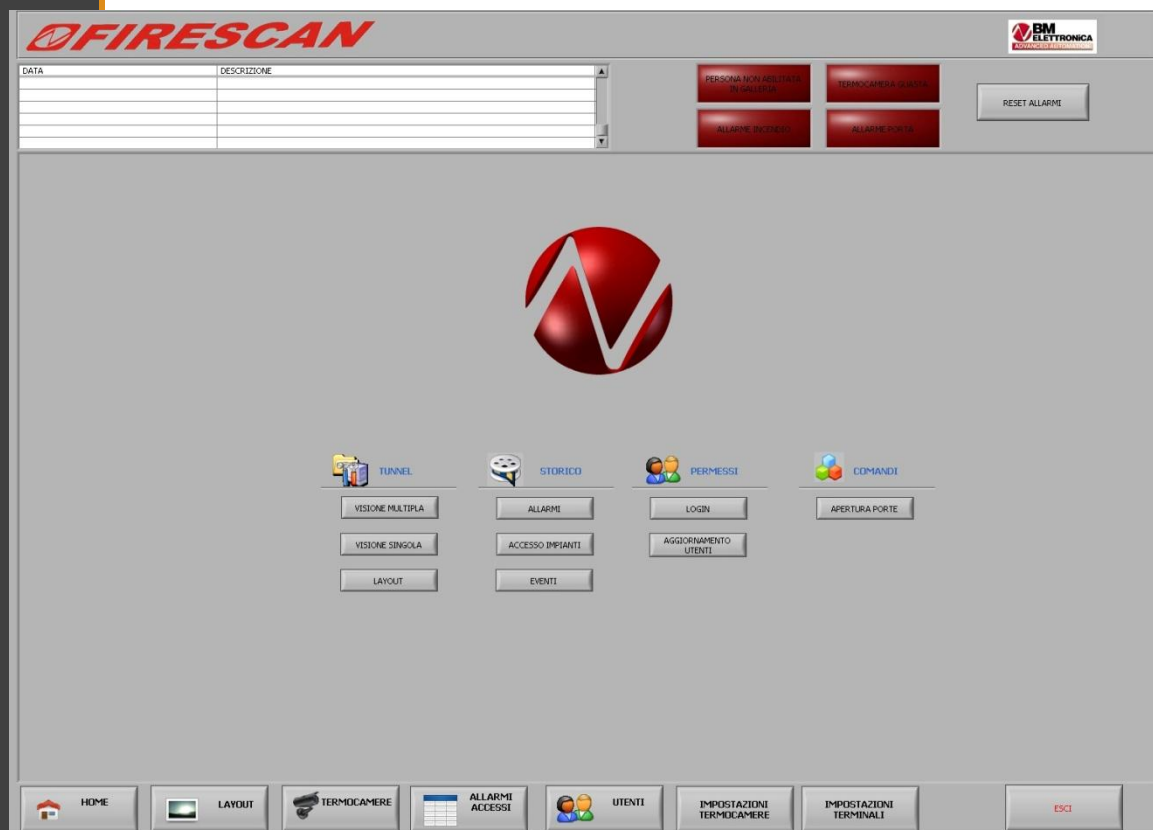 FIRESCAN
BM
ELETTRONICA
ADVANCED AUTOMATION
DATA DESCRIZIONE
PERSONA NON ABILITATA
IN GALLERIA
TERMOCAMERA GUASTA
RESET ALLARMI
ALLARME INCENDIO
ALLARME PORTA
TUNNEL
STORICO
PERMESSI
COMANDI
VISIONE MULTIPLA
ALLARMI
LOGIN
APERTURA PORTE
VISIONE SINGOLA
ACCESSO IMPIANTI
AGGIORNAMENTO
UTENTI
LAYOUT
EVENTI
HOME
LAYOUT
TERMOCAMERE
ALLARMI
ACCESSI
UTENTI
IMPOSTAZIONI
TERMOCAMERE
IMPOSTAZIONI
TERMINALI
ESCI